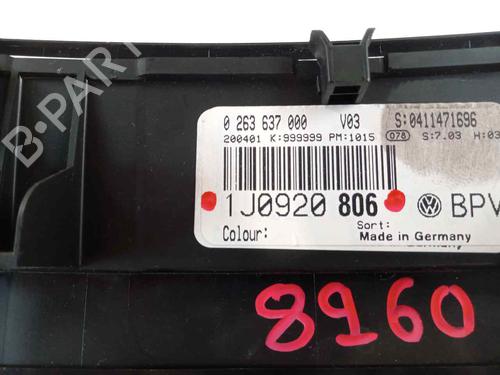 B-PARTS
0 263 637 000 V03 S:0411471696
200401 K:999999 PM:1015 078 S:7.03 H:03
1J0920 806 BPV
Sort:
Colour: Made in Germany
8960